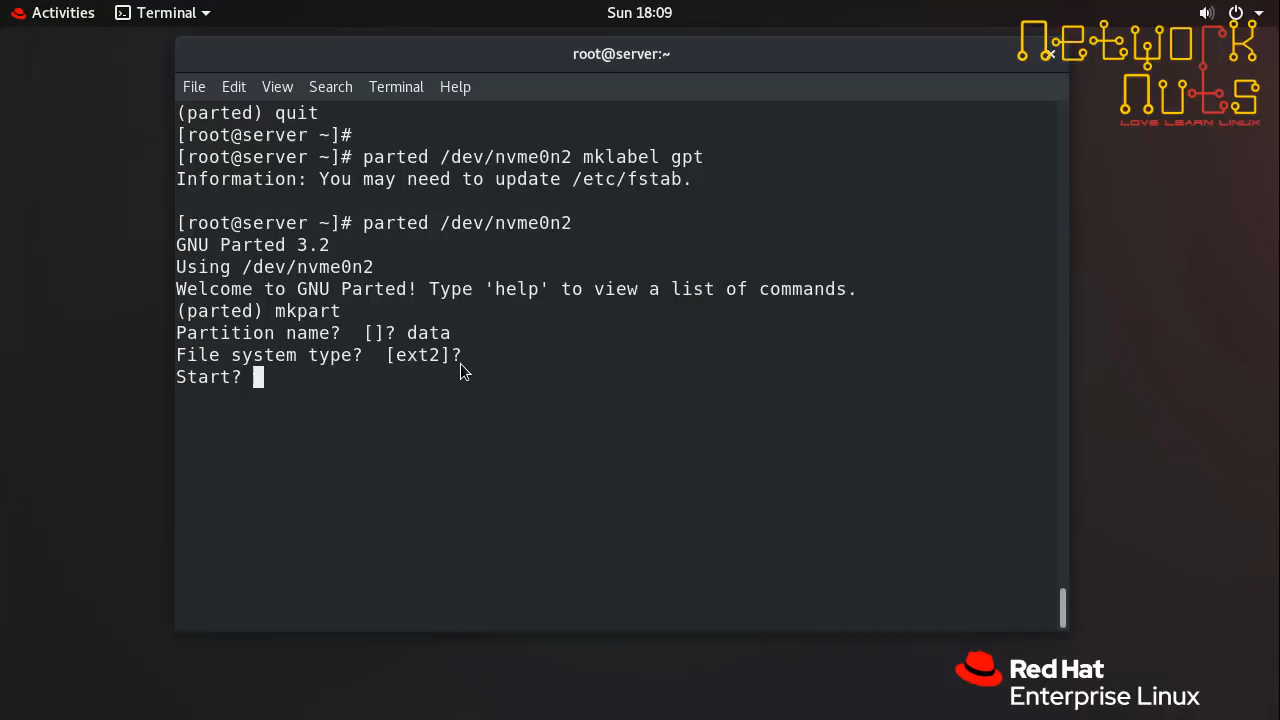 Activities Terminal Sun 18:09
Network
Nuts
LOVE LEARN LINUX
root@server:~
File Edit View Search Terminal Help
(parted) quit
[root@server ~]#
[root@server ~]# parted /dev/nvme0n2 mklabel gpt
Information: You may need to update /etc/fstab.
[root@server ~]# parted /dev/nvme0n2
GNU Parted 3.2
Using /dev/nvme0n2
Welcome to GNU Parted! Type 'help' to view a list of commands.
(parted) mkpart
Partition name?  []? data
File system type?  [ext2]?
Start?
Red Hat
Enterprise Linux